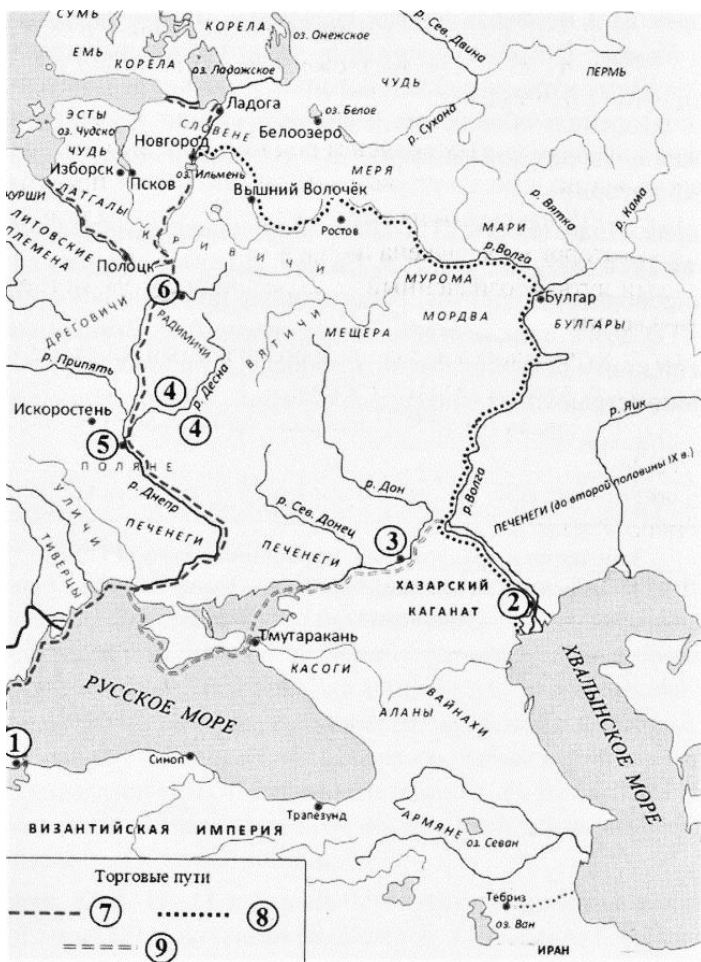 СУМЬ
КОРЕЛА
оз. Онежское
р. Сев. Двина
ЕМЬ
КОРЕЛА
оз. Ладожское
ЧУДЬ
ПЕРМЬ
Ладога
ЭСТЫ
СЛОВЕНЕ
оз. Белое
Белоозеро
р. Сухона
оз. Чудско
ЧУДЬ
Новгород
оз. Ильмень
МЕРЯ
Изборск
Псков
Вышний Волочёк
р. Вятка
р. Кама
КУРШИ
ДАТГАЛЫ
Ростов
МАРИ
ЛИТОВСКИЕ
ПЛЕМЕНА
КРИВИЧИ
р.Волга
Полоцк
МУРОМА
Булгар
6
МОРДВА
БУЛГАРЫ
ДРЕГОВИЧИ
РАДИМИЧИ
ВЯТИЧИ
МЕЩЕРА
р. Припять
4
р. Десна
4
Искоростень
р. Яик
5
ПОЛЯНЕ
р. Днепр
р. Дон
р.Волга
ПЕЧЕНЕГИ (до второй половины IX в.)
УЛИЧИ
ТИВЕРЦЫ
ПЕЧЕНЕГИ
р. Сев. Донец
ПЕЧЕНЕГИ
3
ХАЗАРСКИЙ
КАГАНАТ
2
Тмутаракань
КАСОГИ
РУССКОЕ МОРЕ
АЛАНЫ
ВАЙНАХИ
ХВАЛЫНСКОЕ МОРЕ
1
Синоп
Трапезунд
ВИЗАНТИЙСКАЯ ИМПЕРИЯ
АРМЯНЕ
оз. Севан
Торговые пути
7
8
9
Тебриз
оз. Ван
ИРАН